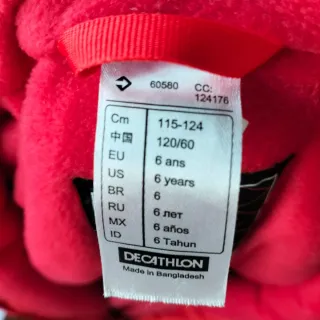 60580 CC:
124176
Cm 115-124
中国 120/60
EU 6 ans
US 6 years
BR 6
RU 6 лет
MX 6 años
ID 6 Tahun
DECATHLON
Made in Bangladesh